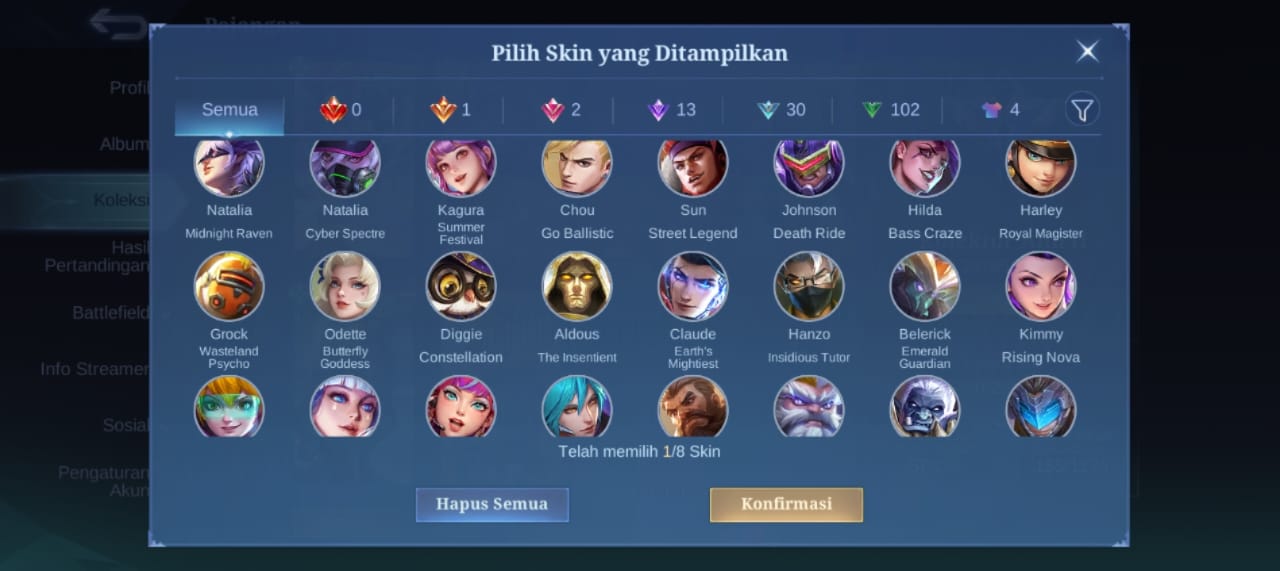 Pajangan
Pilih Skin yang Ditampilkan
Semua
0
1
2
13
30
102
4
Profil
Album
Koleksi
Hasil
Pertandingan
Battlefield
Info Streamer
Sosial
Pengaturan
Akun
Natalia
Natalia
Kagura
Chou
Sun
Johnson
Hilda
Harley
Midnight Raven
Cyber Spectre
Summer
Festival
Go Ballistic
Street Legend
Death Ride
Bass Craze
Royal Magister
Grock
Odette
Diggie
Aldous
Claude
Hanzo
Belerick
Kimmy
Wasteland
Psycho
Butterfly
Goddess
Constellation
The Insentient
Earth's
Mightiest
Insidious Tutor
Emerald
Guardian
Rising Nova
Telah memilih 1/8 Skin
Hapus Semua
Konfirmasi